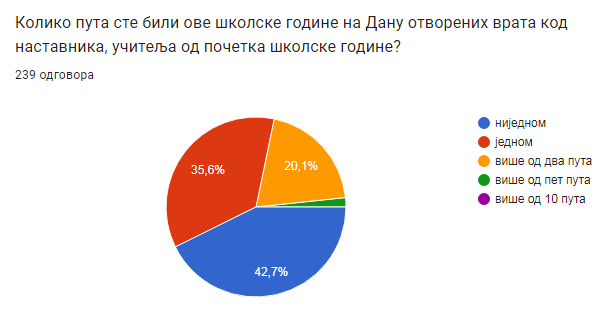 Колико пута сте били ове школске године на Дану отворених врата код
наставника, учитеља од почетка школске године?
239 одговора
ниједном
једном
више од два пута
више од пет пута
више од 10 пута
35,6%
20,1%
42,7%